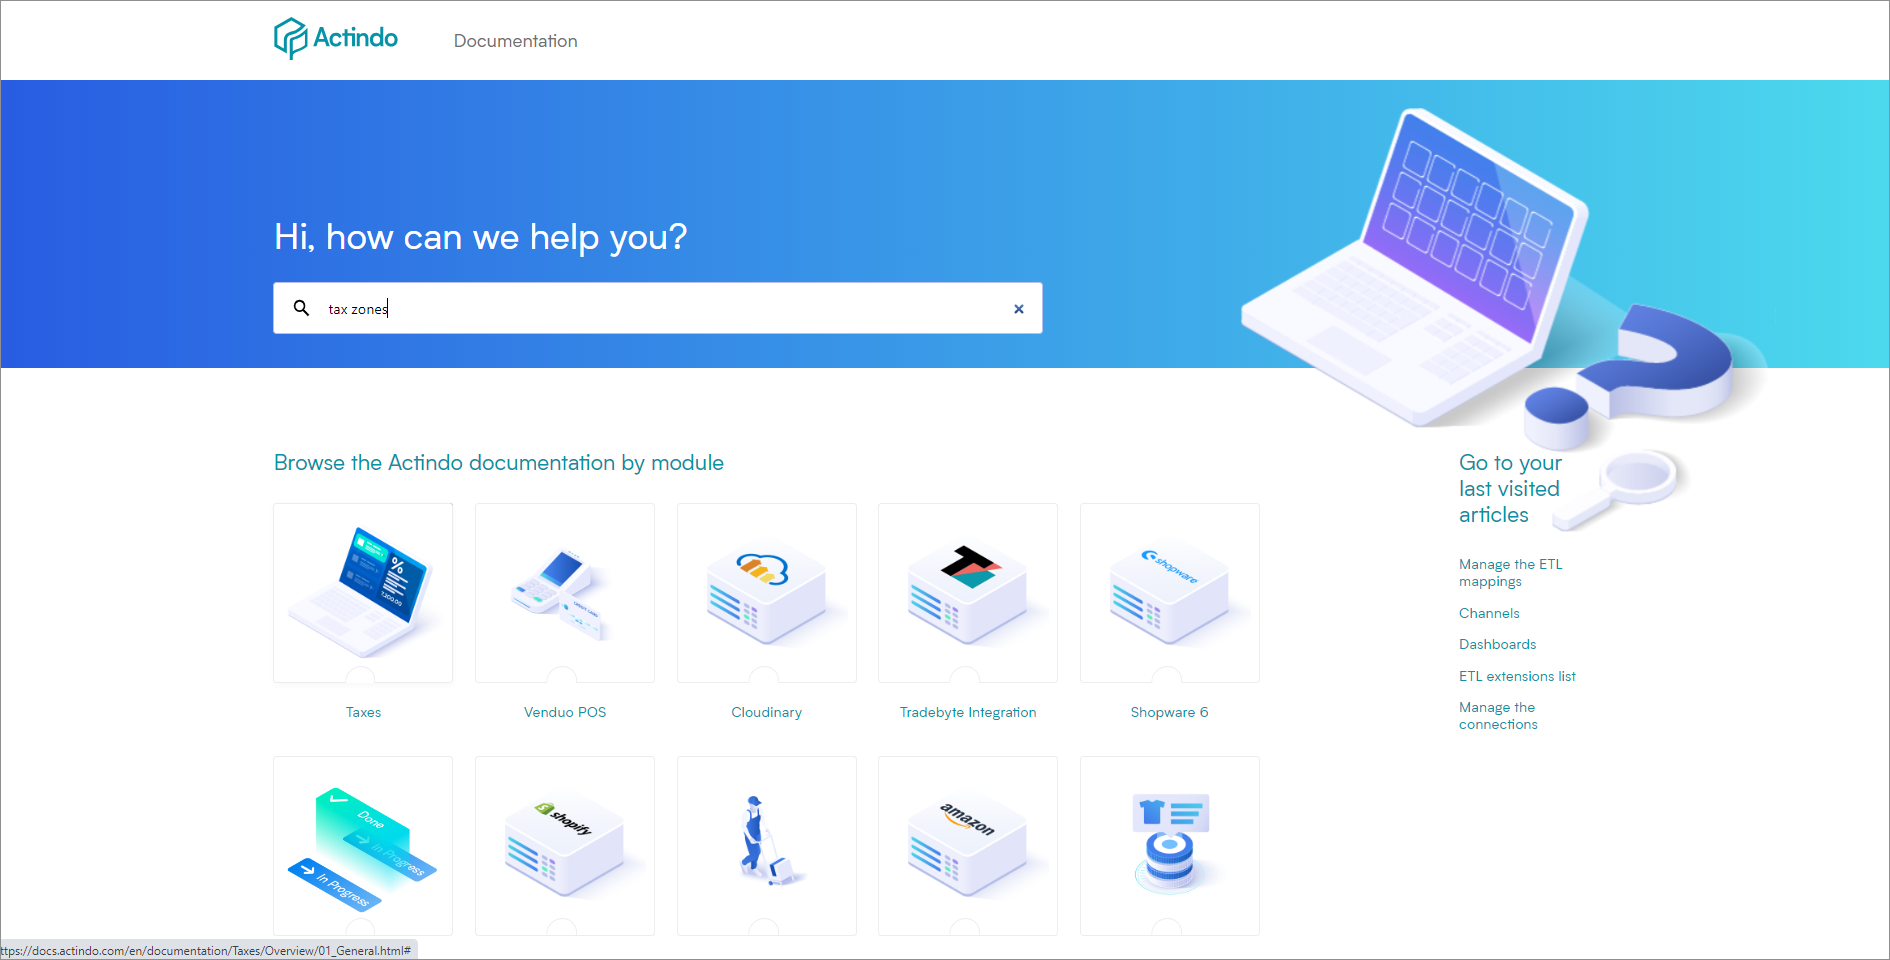 Actindo
Documentation
Hi, how can we help you?
tax zones
Browse the Actindo documentation by module
Go to your
last visited
articles
Manage the ETL
mappings
Channels
Dashboards
ETL extensions list
Manage the
connections
%
7,200.00
shopware
Taxes
Venduo POS
Cloudinary
Tradebyte Integration
Shopware 6
Done
In Progress
In Progress
shopify
amazon
ttps://docs.actindo.com/en/documentation/Taxes/Overview/01_General.html#